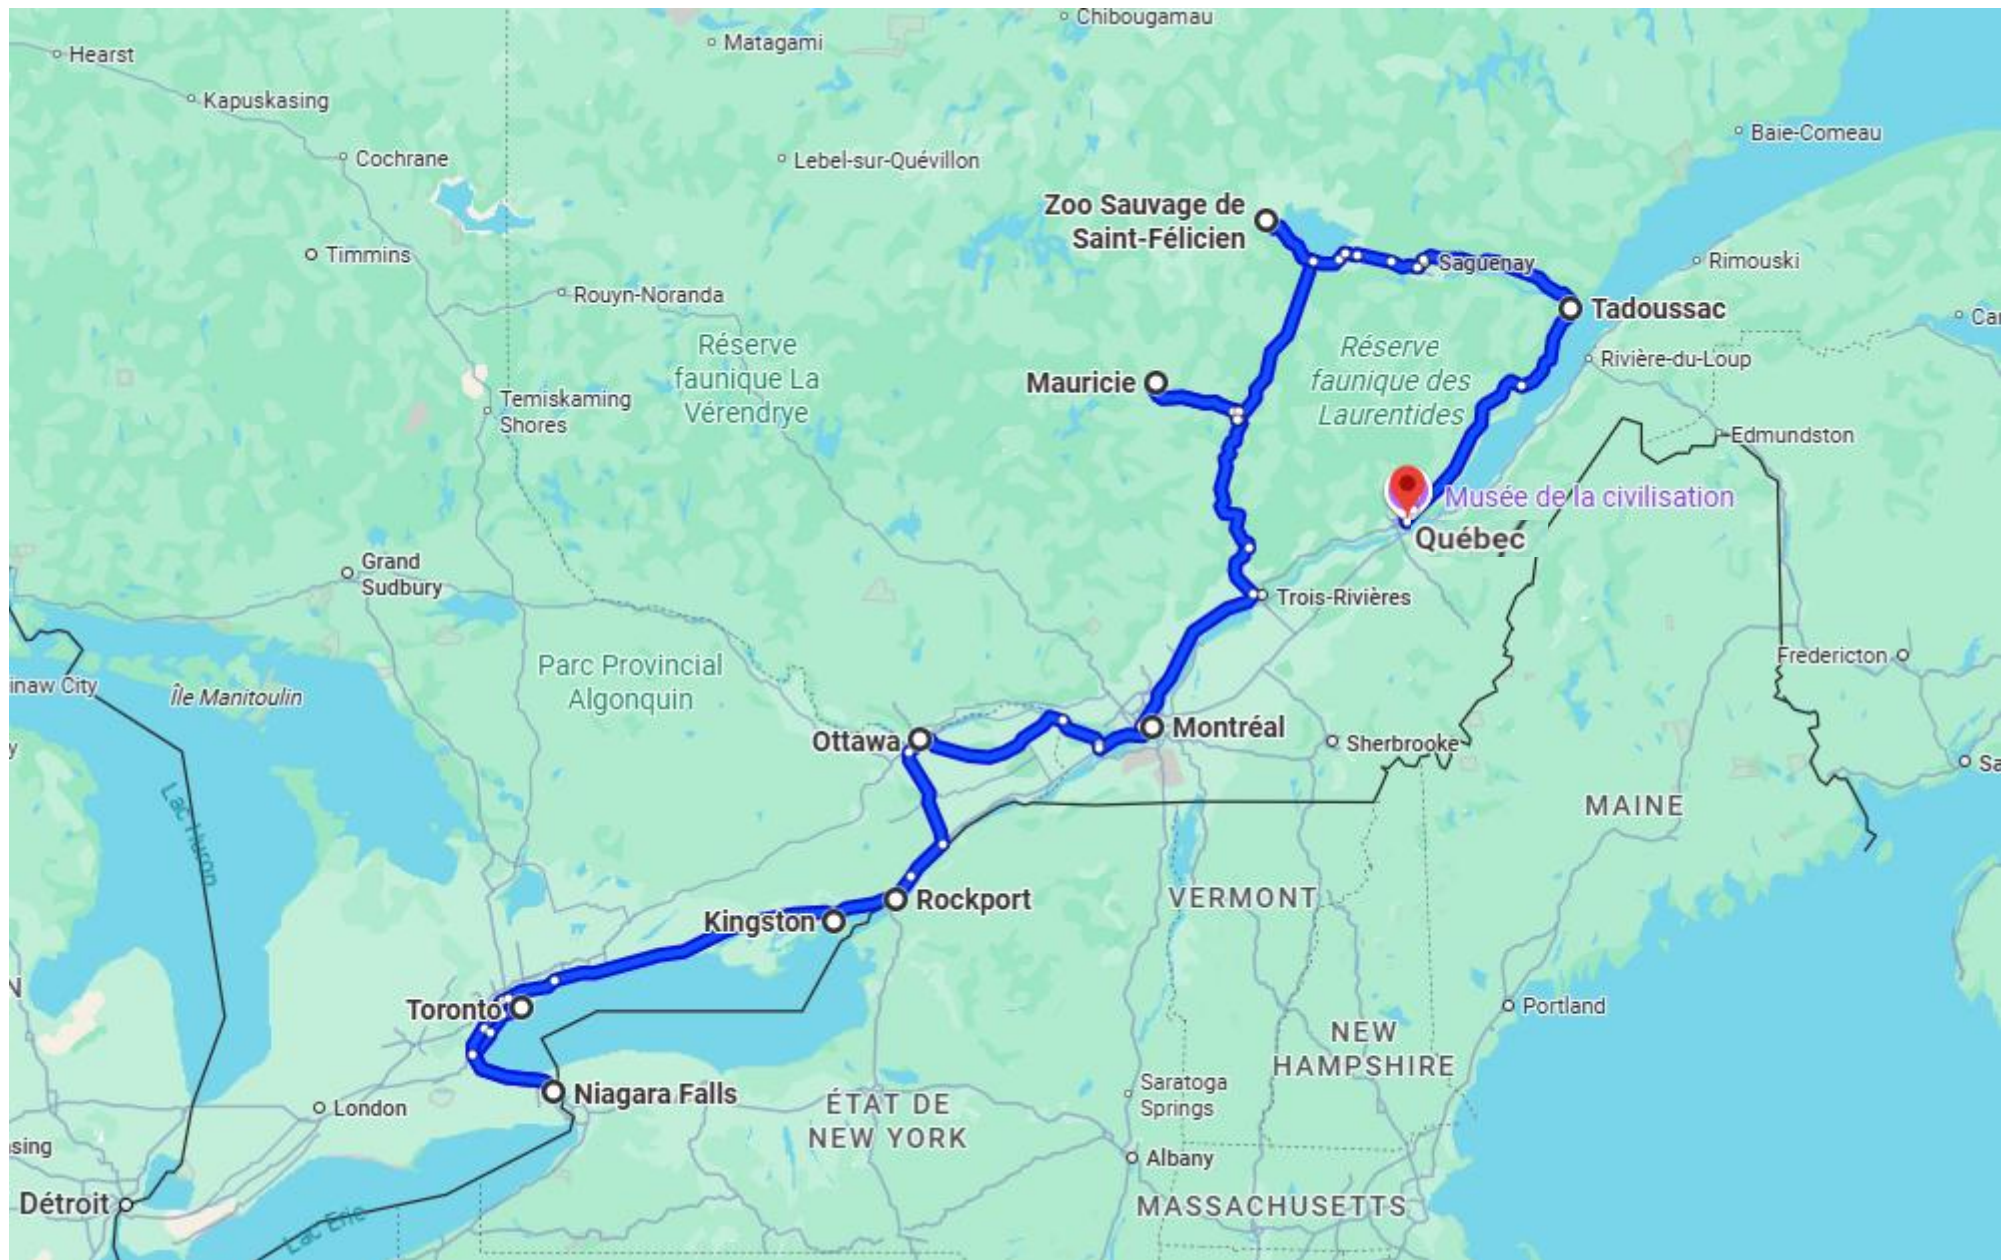 Chibougamau
Matagami
Hearst
Kapuskasing
Baie-Comeau
Cochrane
Lebel-sur-Quévillon
Zoo Sauvage de
Saint-Félicien
Timmins
Saguenay
Rimouski
Rouyn-Noranda
Tadoussac
Réserve
faunique La
Vérendrye
Réserve
faunique des
Laurentides
Rivière-du-Loup
Mauricie
Temiskaming
Shores
Edmundston
Musée de la civilisation
Québec
Grand
Sudbury
Trois-Rivières
Parc Provincial
Algonquin
Fredericton
inaw City
Île Manitoulin
Ottawa
Montréal
Sherbrooke
MAINE
Lac Huron
VERMONT
Rockport
Kingston
Toronto
Portland
NEW
HAMPSHIRE
Niagara Falls
Saratoga
Springs
London
ÉTAT DE
NEW YORK
sing
Albany
Détroit
MASSACHUSETTS
Lac Érié